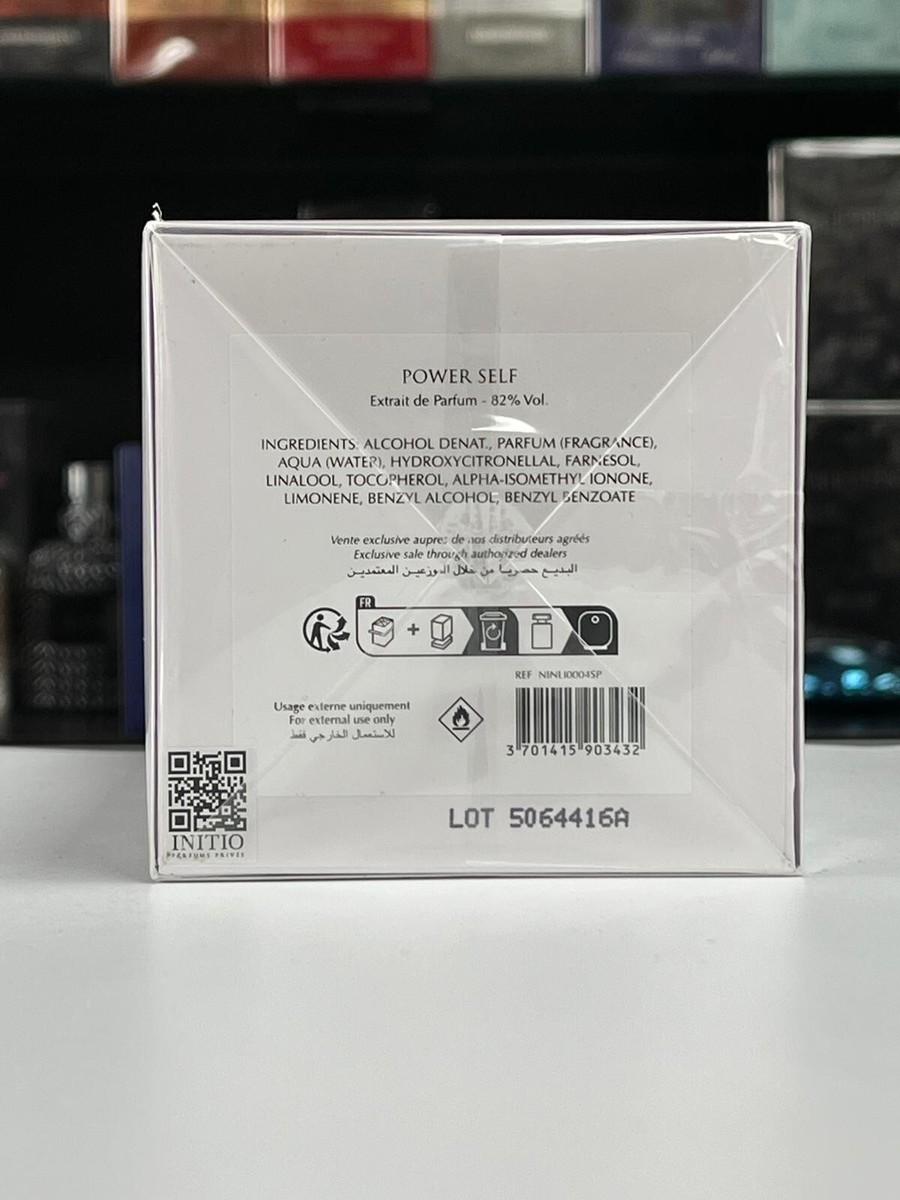 POWER SELF
Extrait de Parfum - 82% Vol.
INGREDIENTS: ALCOHOL DENAT., PARFUM (FRAGRANCE),
AQUA (WATER), HYDROXYCITRONELLAL, FARNESOL,
LINALOOL, TOCOPHEROL, ALPHA-ISOMETHYL IONONE,
LIMONENE, BENZYL ALCOHOL, BENZYL BENZOATE
Vente exclusive aupres de nos distributeurs agréés
Exclusive sale through authorized dealers
البديع حصريا من خلال الموزعين المعتمدين
FR
REF NINLI0004SP
Usage externe uniquement
For external use only
للاستعمال الخارجي فقط
3 701415 903432
LOT 5064416A
INITIO
PARFUMS PRIVÉS